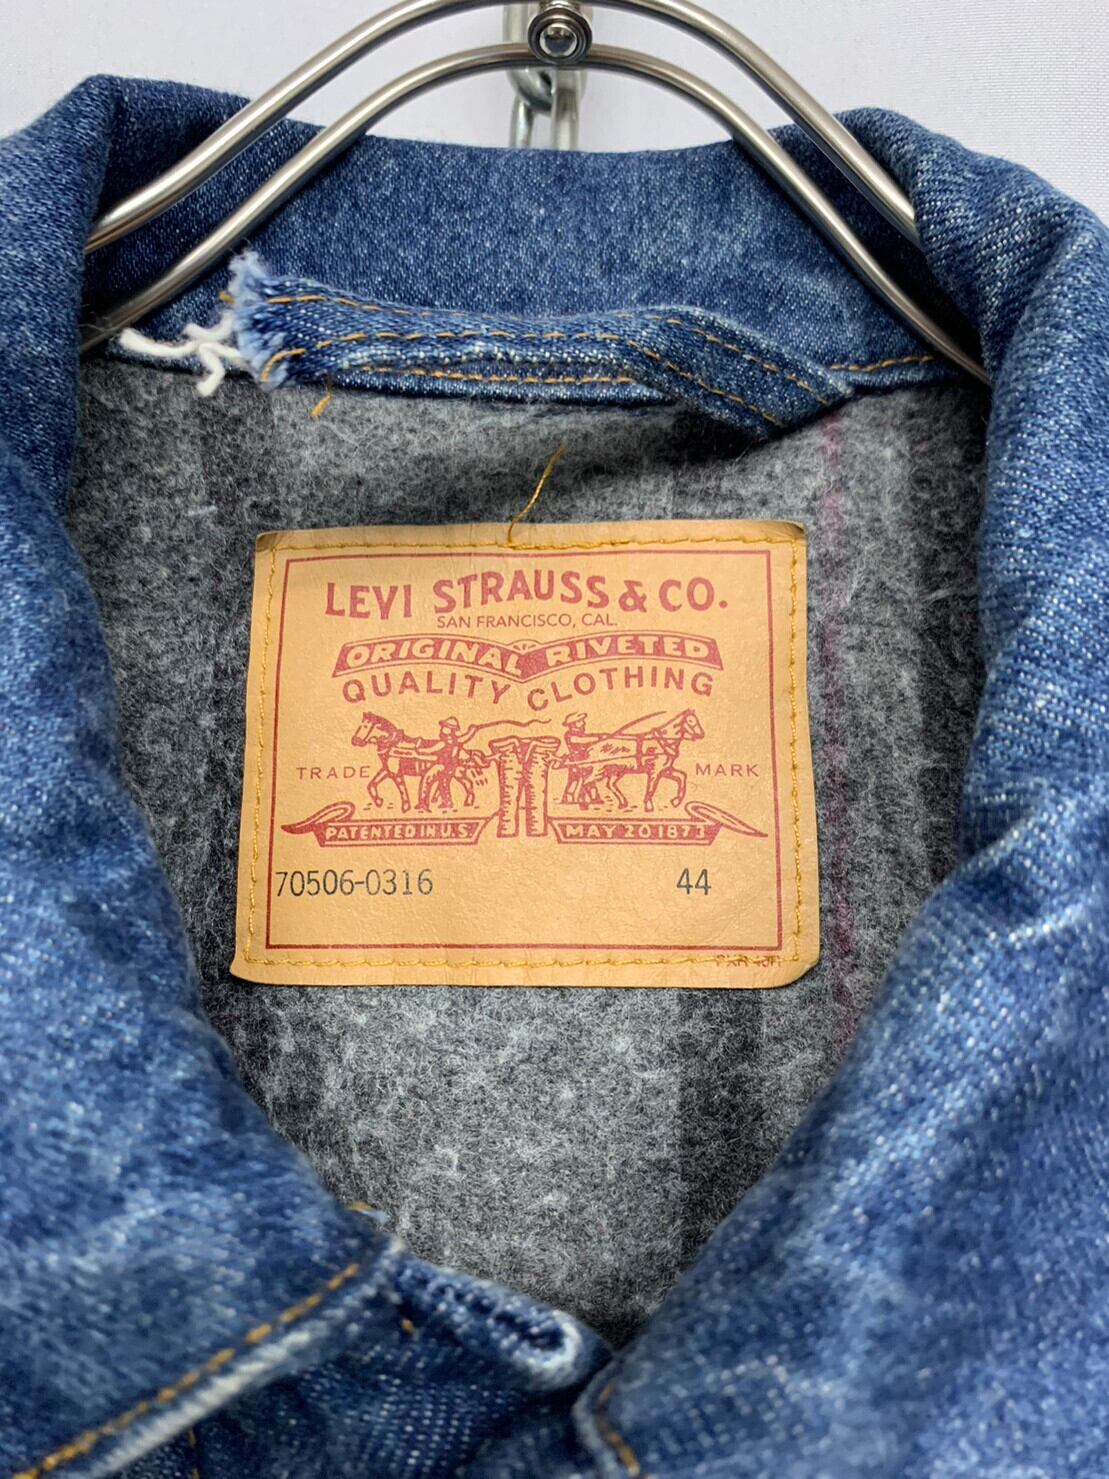 LEVI STRAUSS & CO.
SAN FRANCISCO, CAL.
ORIGINAL RIVETED
QUALITY CLOTHING
TRADE MARK
PATENTED IN U.S
MAY 20 1873
70506-0316 44